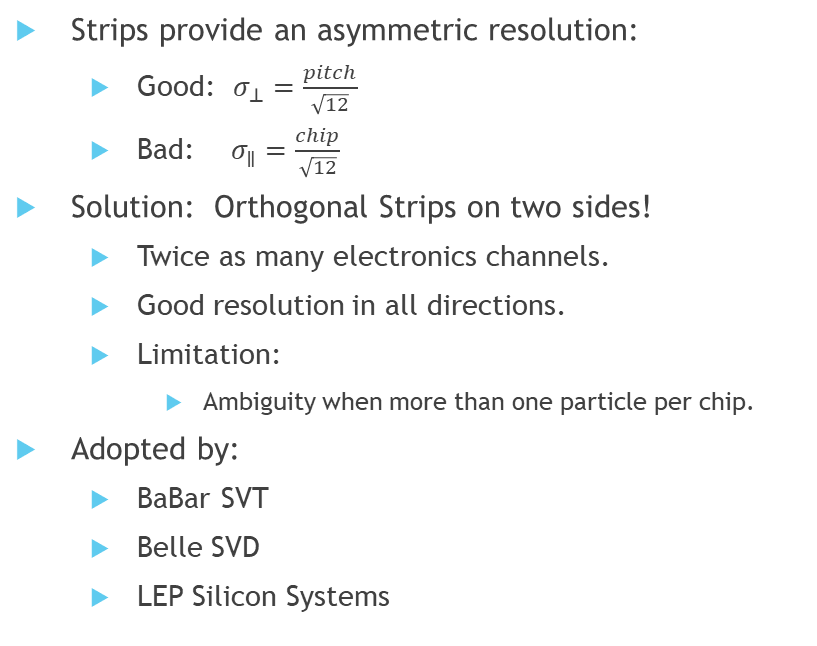 Strips provide an asymmetric resolution:
Good: σ⊥ = pitch/√12
Bad: σ∥ = chip/√12
Solution: Orthogonal Strips on two sides!
Twice as many electronics channels.
Good resolution in all directions.
Limitation:
Ambiguity when more than one particle per chip.
Adopted by:
BaBar SVT
Belle SVD
LEP Silicon Systems